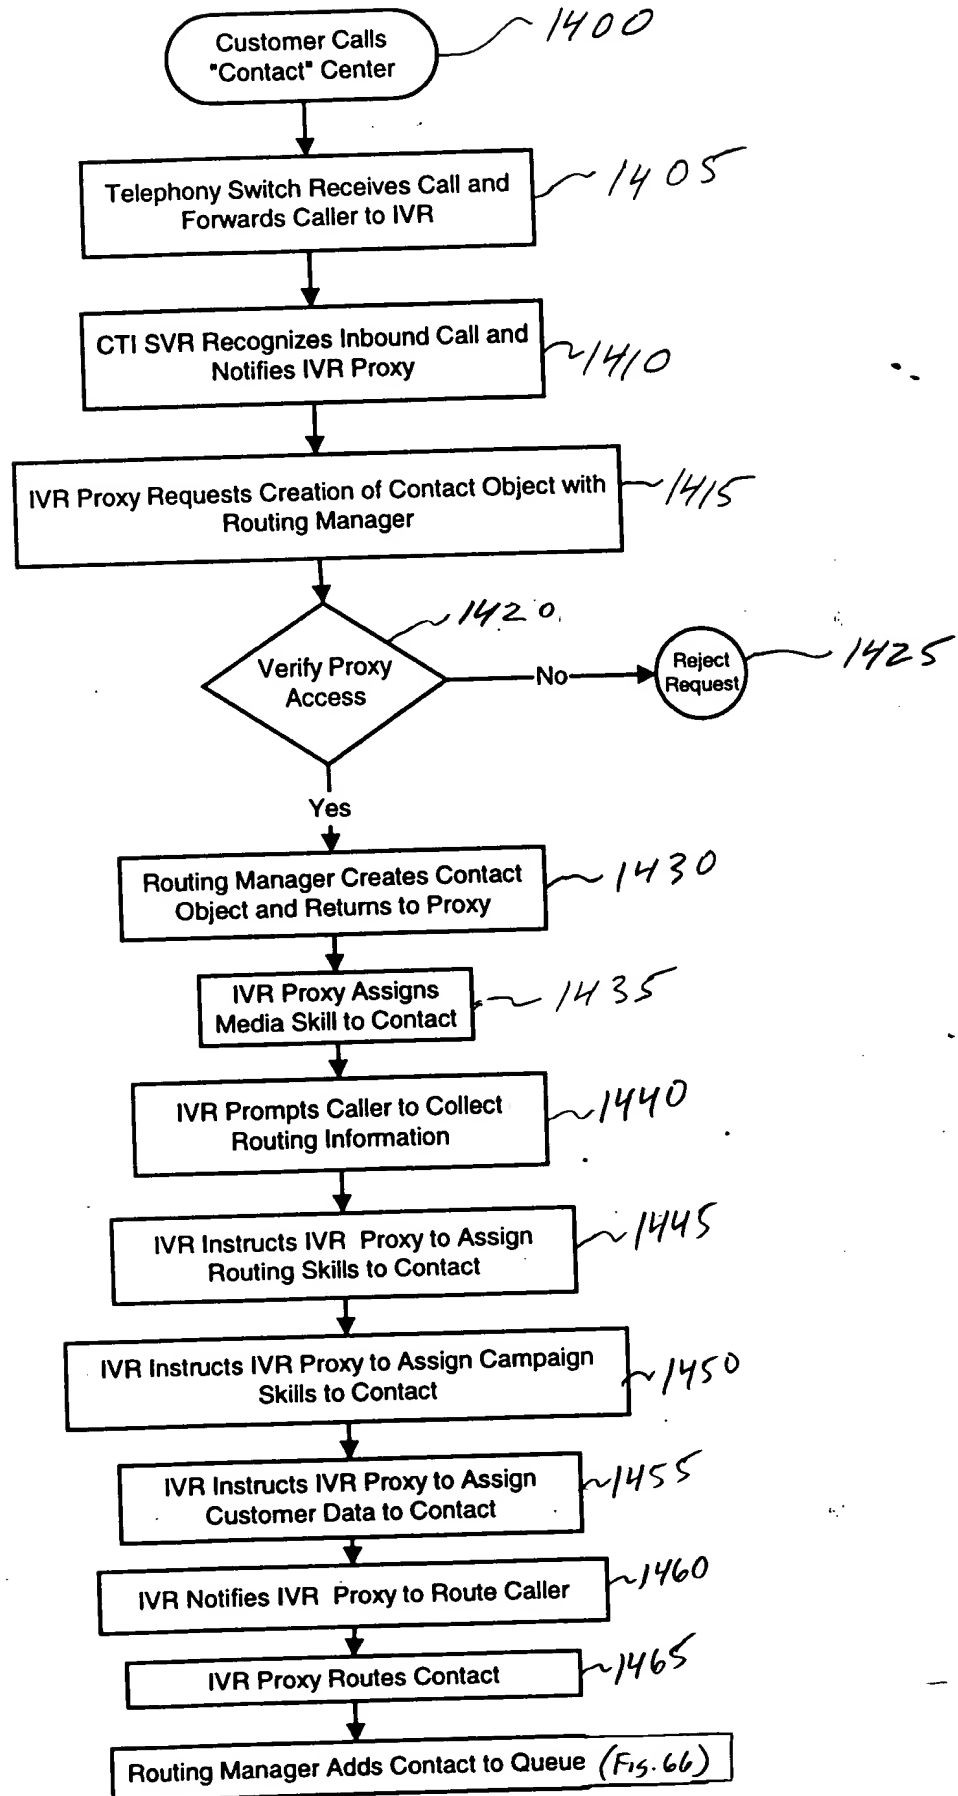 Customer Calls
"Contact" Center
1400
Telephony Switch Receives Call and
Forwards Caller to IVR
1405
CTI SVR Recognizes Inbound Call and
Notifies IVR Proxy
1410
IVR Proxy Requests Creation of Contact Object with
Routing Manager
1415
Verify Proxy
Access
1420
No
Reject
Request
1425
Yes
Routing Manager Creates Contact
Object and Returns to Proxy
1430
IVR Proxy Assigns
Media Skill to Contact
1435
IVR Prompts Caller to Collect
Routing Information
1440
IVR Instructs IVR Proxy to Assign
Routing Skills to Contact
1445
IVR Instructs IVR Proxy to Assign Campaign
Skills to Contact
1450
IVR Instructs IVR Proxy to Assign
Customer Data to Contact
1455
IVR Notifies IVR Proxy to Route Caller
1460
IVR Proxy Routes Contact
1465
Routing Manager Adds Contact to Queue (Fig. 66)